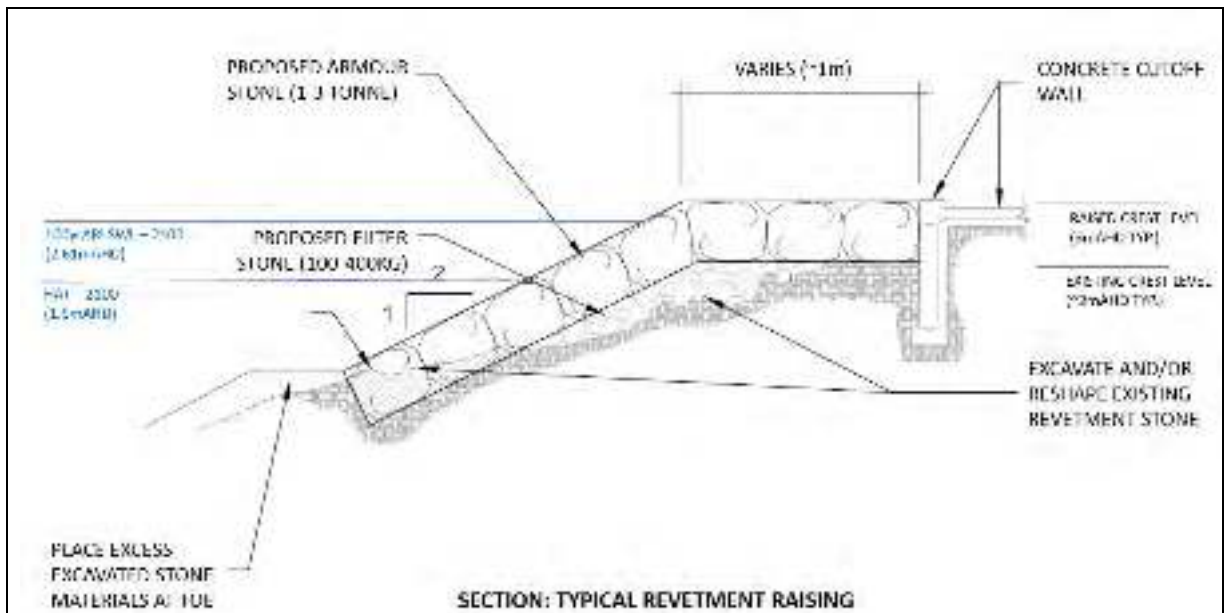 PROPOSED ARMOUR
STONE (1-3 TONNE)
VARIES (~1m)
CONCRETE CUTOFF
WALL
PROPOSED FILTER
STONE (100-400KG)
2
1
RAISED CREST LEVEL
EXISTING CREST LEVEL
EXCAVATE AND/OR
RESHAPE EXISTING
REVETMENT STONE
PLACE EXCESS
EXCAVATED STONE
MATERIALS AT TOE
SECTION: TYPICAL REVETMENT RAISING